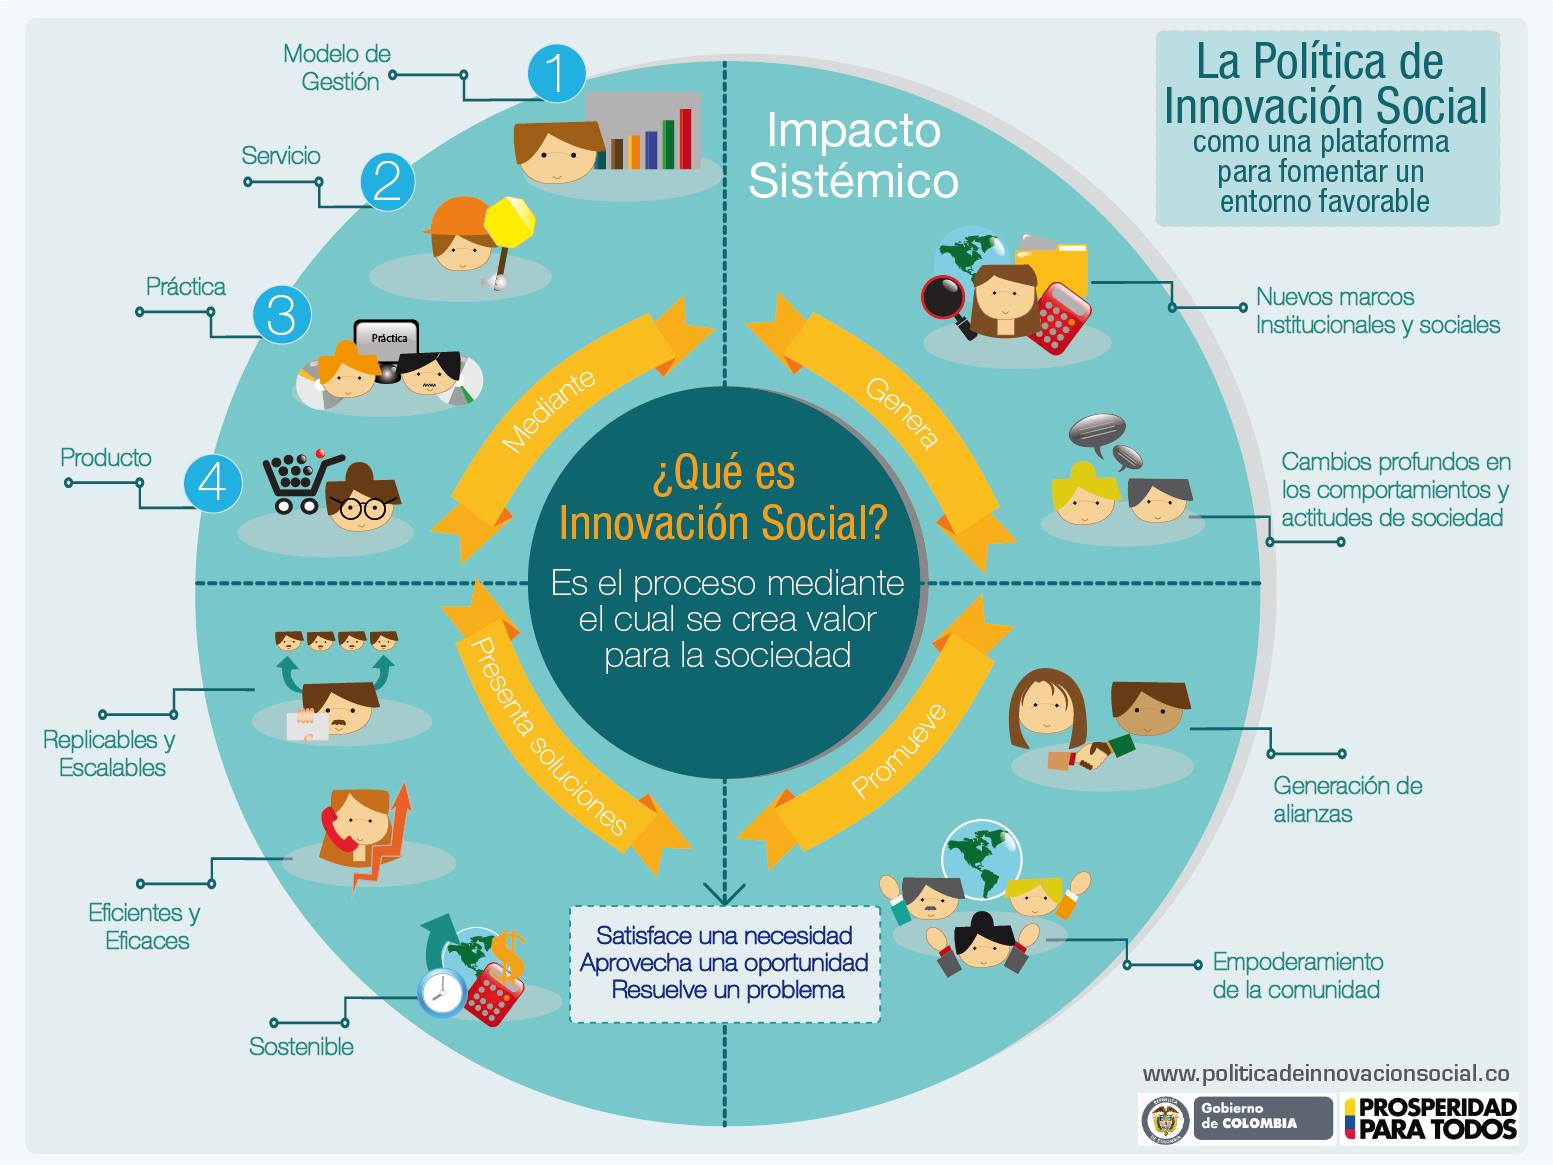 La Política de
Innovación Social
como una plataforma
para fomentar un
entorno favorable
Modelo de
Gestión
1
Servicio
2
Práctica
3
Práctica
Producto
4
Mediante
Impacto
Sistémico
Genera
Nuevos marcos
Institucionales y sociales
Cambios profundos en
los comportamientos y
actitudes de sociedad
¿Qué es
Innovación Social?
Es el proceso mediante
el cual se crea valor
para la sociedad
Presenta soluciones
Replicables y
Escalables
Eficientes y
Eficaces
Sostenible
Promueve
Generación de
alianzas
Empoderamiento
de la comunidad
Satisface una necesidad
Aprovecha una oportunidad
Resuelve un problema
www.politicadeinnovacionsocial.co
Gobierno
de COLOMBIA
PROSPERIDAD
PARA TODOS